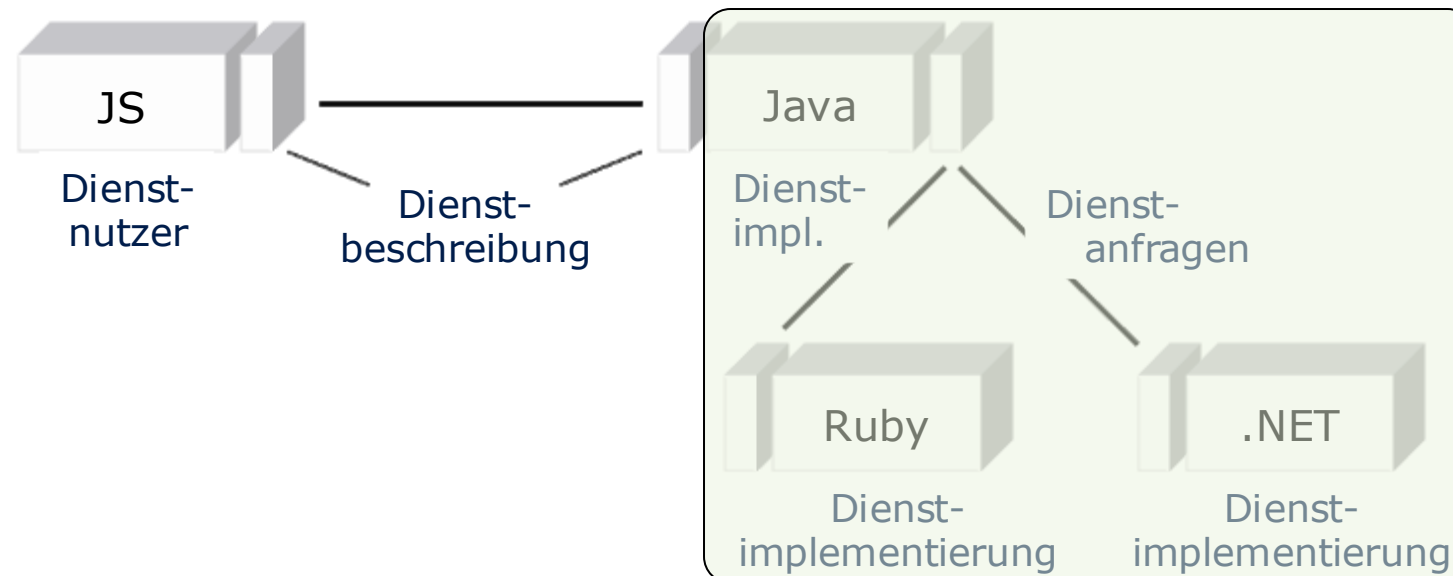 JS
Java
Dienst-
nutzer
Dienst-
beschreibung
Dienst-
impl.
Dienst-
anfragen
Ruby
.NET
Dienst-
implementierung
Dienst-
implementierung